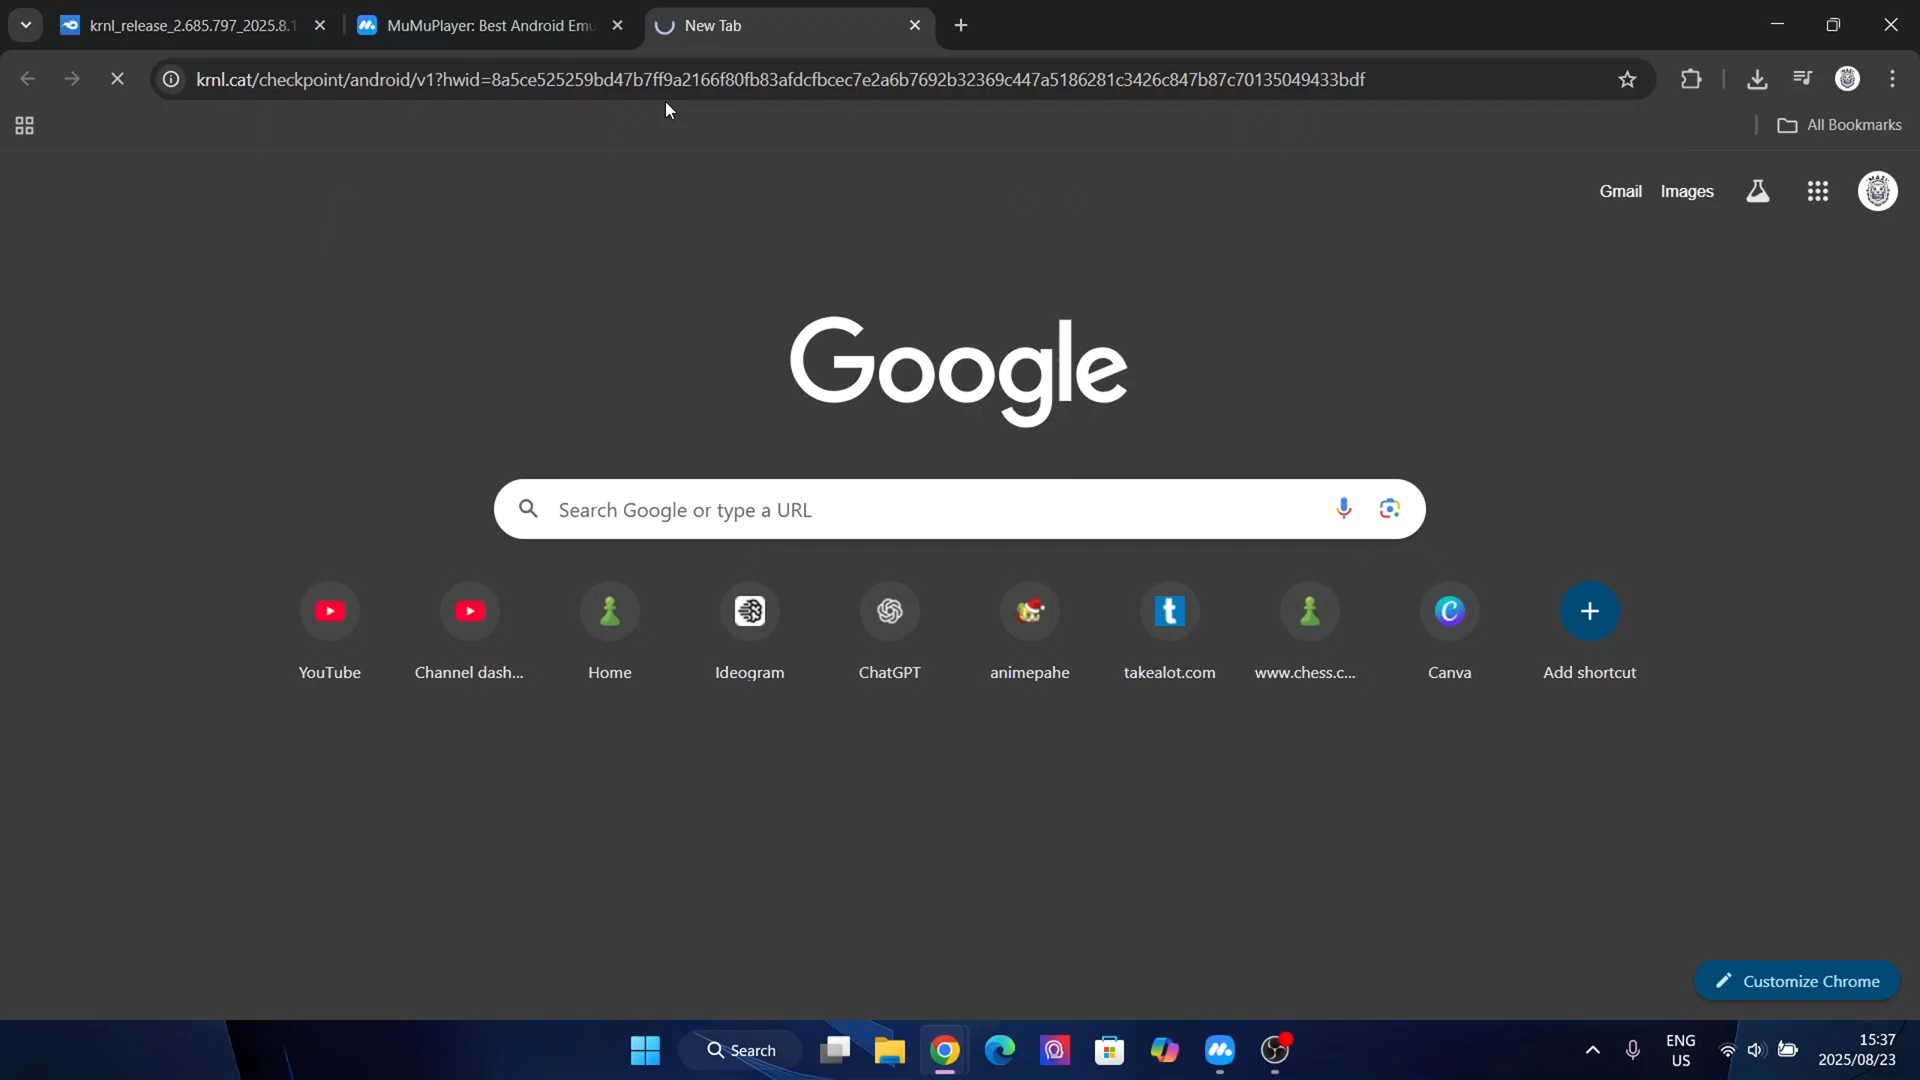 krnl_release_2.685.797_2025.8.1
MuMuPlayer: Best Android Emu
New Tab
krnl.cat/checkpoint/android/v1?hwid=8a5ce525259bd47b7ff9a2166f80fb83afdcfbcec7e2a6b7692b32369c447a5186281c3426c847b87c70135049433bdf
All Bookmarks
Gmail Images
Google
Search Google or type a URL
YouTube
Channel dash...
Home
Ideogram
ChatGPT
animepahe
takealot.com
www.chess.c...
Canva
Add shortcut
Customize Chrome
Search
ENG
US
15:37
2025/08/23